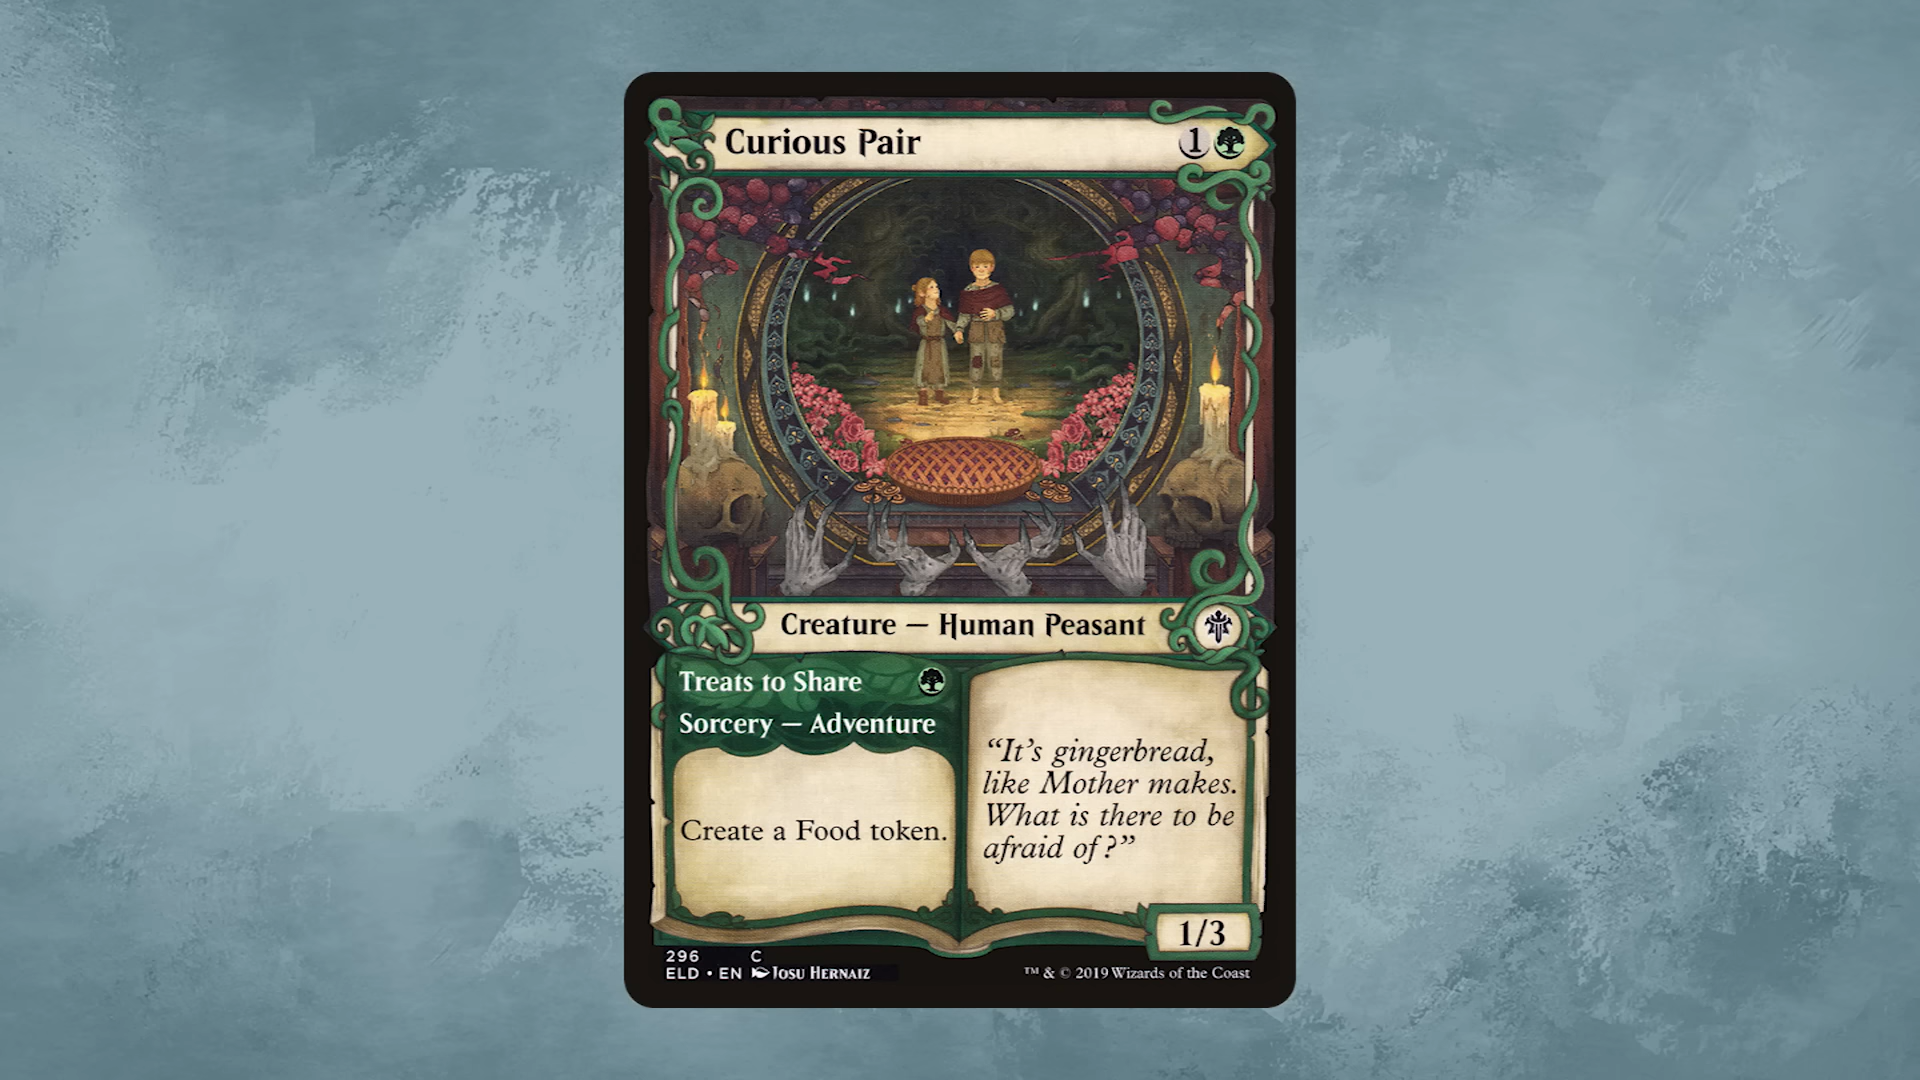 Curious Pair 1
Creature — Human Peasant
Treats to Share
Sorcery — Adventure
Create a Food token.
“It’s gingerbread,
like Mother makes.
What is there to be
afraid of?”
1/3
296 C
ELD • EN Josu Hernaiz
™ & © 2019 Wizards of the Coast